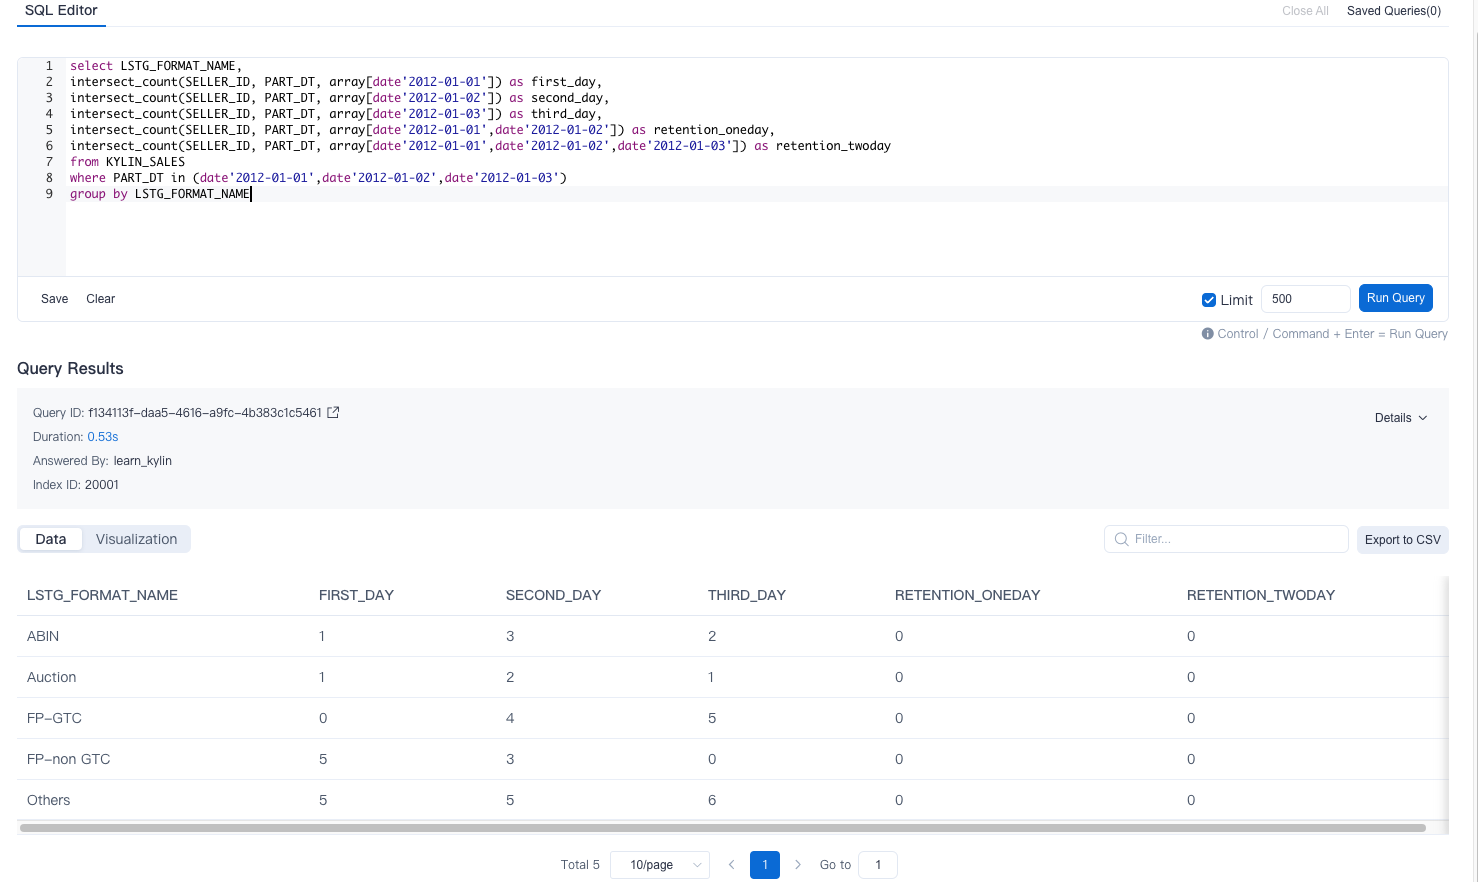 SQL Editor
Close All Saved Queries(0)
1 select LSTG_FORMAT_NAME,
2 intersect_count(SELLER_ID, PART_DT, array[date'2012-01-01']) as first_day,
3 intersect_count(SELLER_ID, PART_DT, array[date'2012-01-02']) as second_day,
4 intersect_count(SELLER_ID, PART_DT, array[date'2012-01-03']) as third_day,
5 intersect_count(SELLER_ID, PART_DT, array[date'2012-01-01',date'2012-01-02']) as retention_oneday,
6 intersect_count(SELLER_ID, PART_DT, array[date'2012-01-01',date'2012-01-02',date'2012-01-03']) as retention_twoday
7 from KYLIN_SALES
8 where PART_DT in (date'2012-01-01',date'2012-01-02',date'2012-01-03')
9 group by LSTG_FORMAT_NAME
Save Clear Limit 500 Run Query
Control / Command + Enter = Run Query
Query Results
Query ID: f134113f-daa5-4616-a9fc-4b383c1c5461 Details
Duration: 0.53s
Answered By: learn_kylin
Index ID: 20001
Data Visualization Filter... Export to CSV
LSTG_FORMAT_NAME FIRST_DAY SECOND_DAY THIRD_DAY RETENTION_ONEDAY RETENTION_TWODAY
ABIN 1 3 2 0 0
Auction 1 2 1 0 0
FP-GTC 0 4 5 0 0
FP-non GTC 5 3 0 0 0
Others 5 5 6 0 0
Total 5 10/page 1 Go to 1